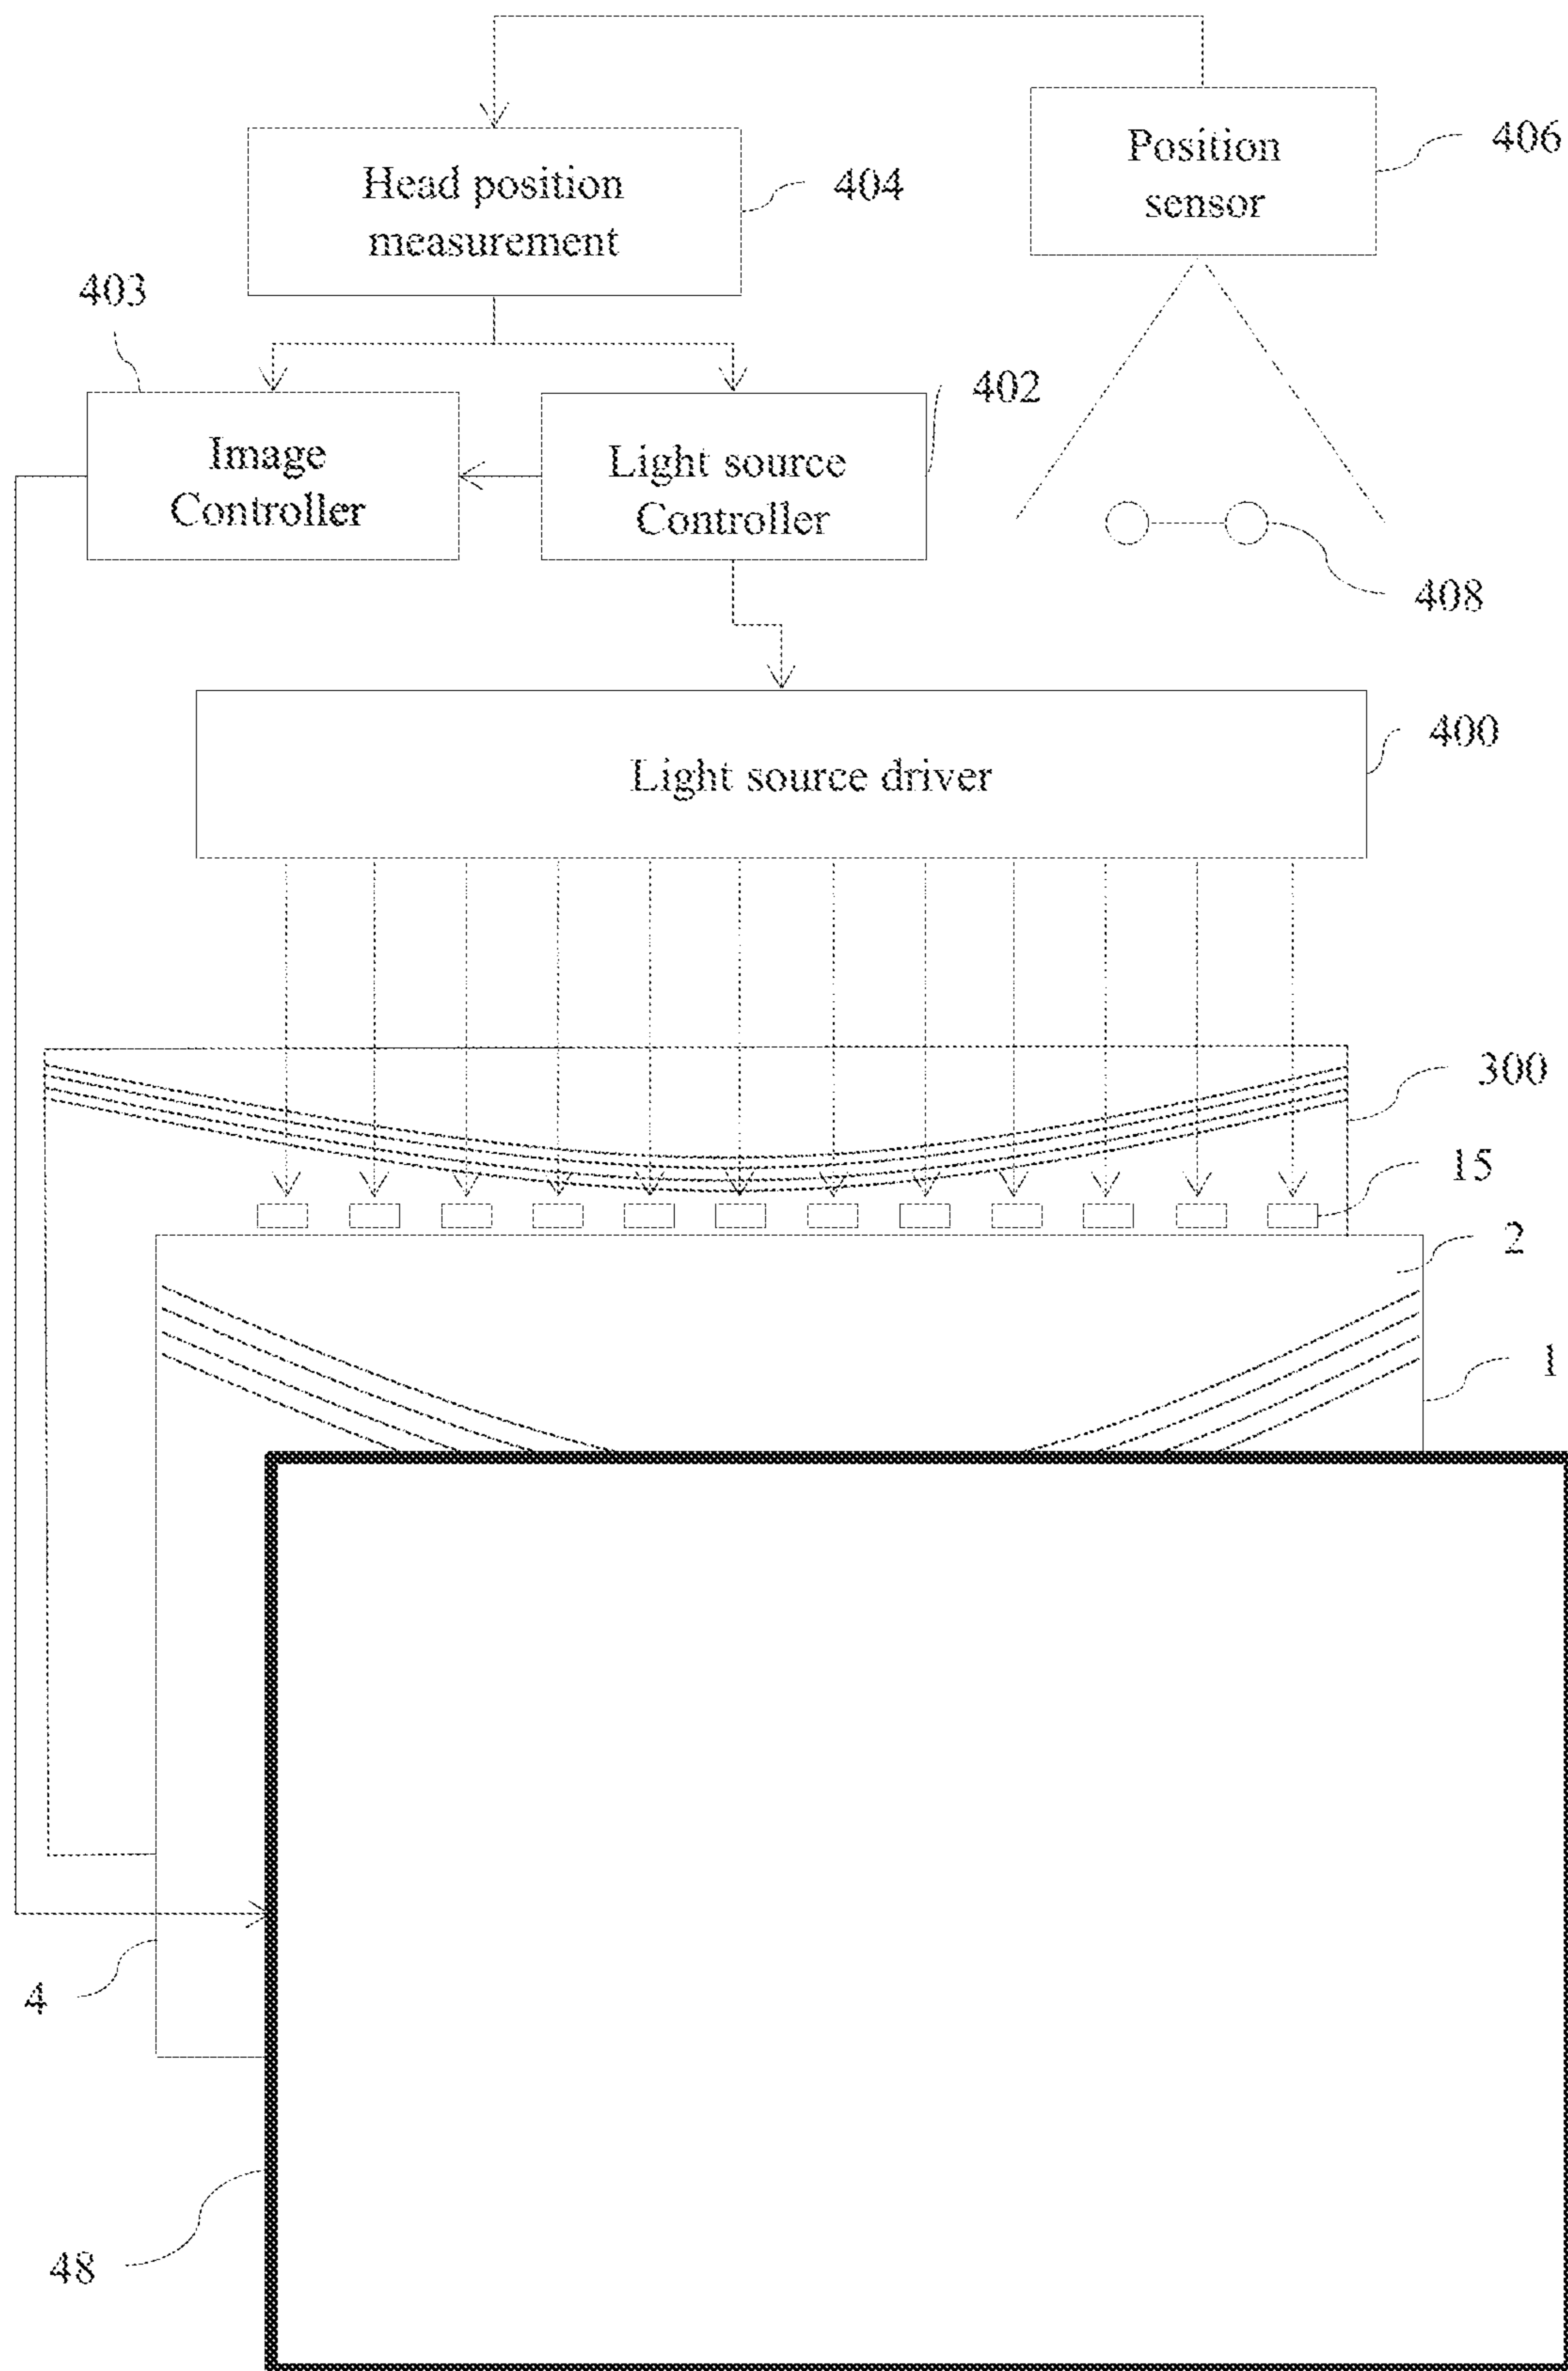 Position
sensor
406
Head position
measurement
404
403
Image
Controller
Light source
Controller
402
408
Light source driver
400
300
15
2
1
4
48